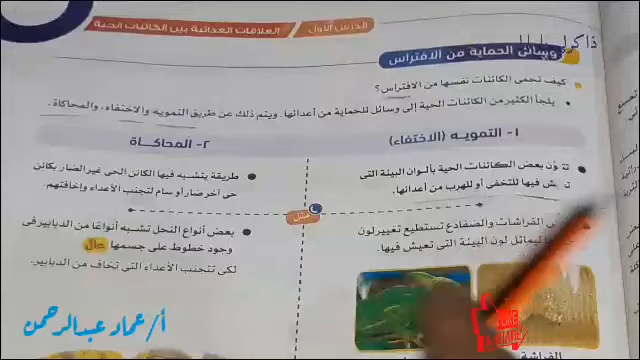 الدرس الأول
العلاقات الغذائية بين الكائنات الحية
ذاكر
وسائل الحماية من الافتراس
كيف تحمى الكائنات نفسها من الافتراس؟
يلجأ الكثير من الكائنات الحية إلى وسائل للحماية من أعدائها. ويتم ذلك عن طريق التمويه والاختفاء، والمحاكاة.
١- التمويه (الاختفاء)
بعض الكائنات الحية بألوان البيئة التى
فيها للتخفى أو للهرب من أعدائها.
٢- المحاكاة
طريقة يتشبه فيها الكائن الحى غير الضار بكائن
حى آخر ضار أو سام لتجنب الأعداء وإخافتهم.
مثل
الفراشات والضفادع تستطيع تغيير لون
لون البيئة التى تعيش فيها.
بعض أنواع النحل تشبه أنواعًا من الدبابير فى
وجود خطوط على جسمها
لكى تتجنب الأعداء التى تخاف من الدبابير.
الفراشة
أ/ عماد عبدالرحمن